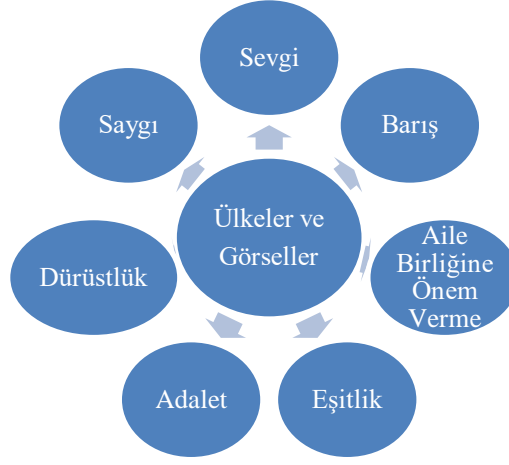 Sevgi
Barış
Aile
Birliğine
Önem
Verme
Eşitlik
Adalet
Dürüstlük
Saygı
Ülkeler ve
Görseller